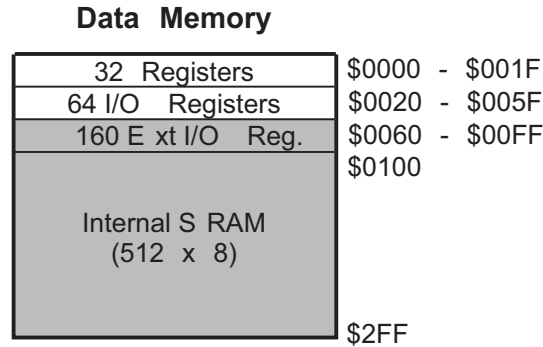 Data Memory
32 Registers $0000 - $001F
64 I/O Registers $0020 - $005F
160 E xt I/O Reg. $0060 - $00FF
$0100
Internal S RAM
(512 x 8)
$2FF